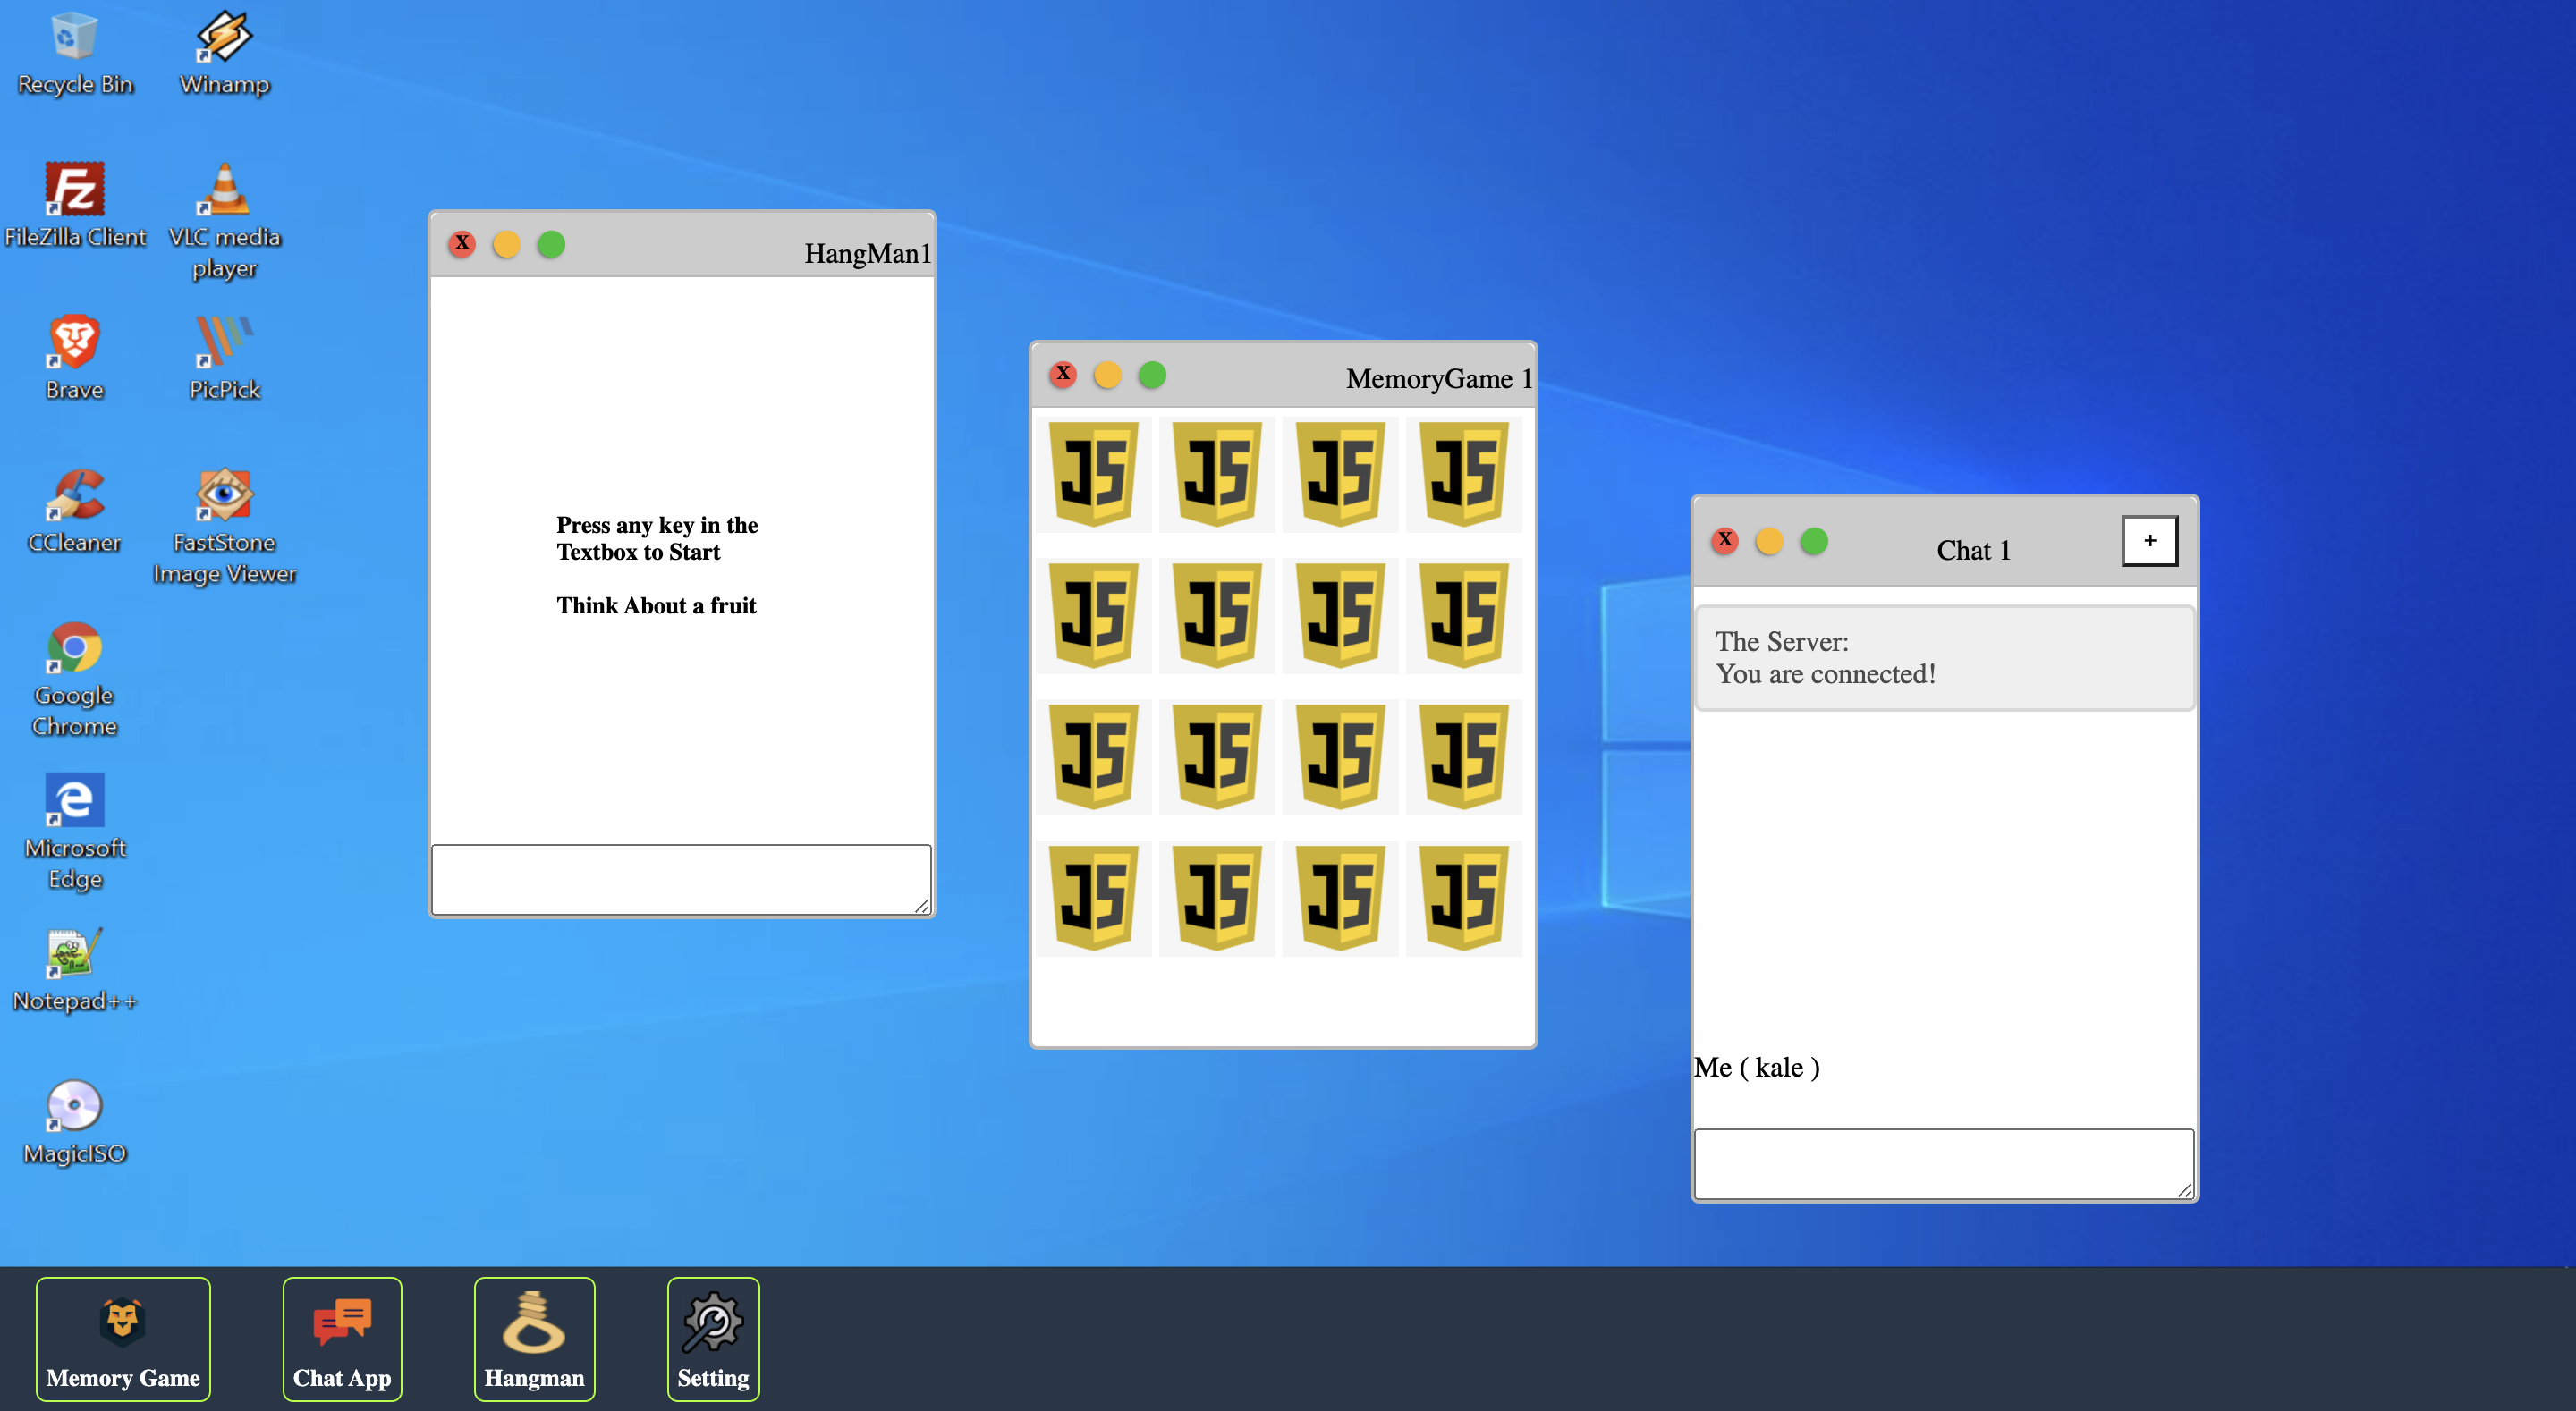 Recycle Bin
Winamp
FileZilla Client
VLC media
player
Brave
PicPick
CCleaner
FastStone
Image Viewer
Google
Chrome
Microsoft
Edge
Notepad++
MagicISO
X
HangMan1
Press any key in the
Textbox to Start
Think About a fruit
X
MemoryGame 1
JS JS JS JS
JS JS JS JS
JS JS JS JS
JS JS JS JS
X
Chat 1
+
The Server:
You are connected!
Me ( kale )
Memory Game
Chat App
Hangman
Setting